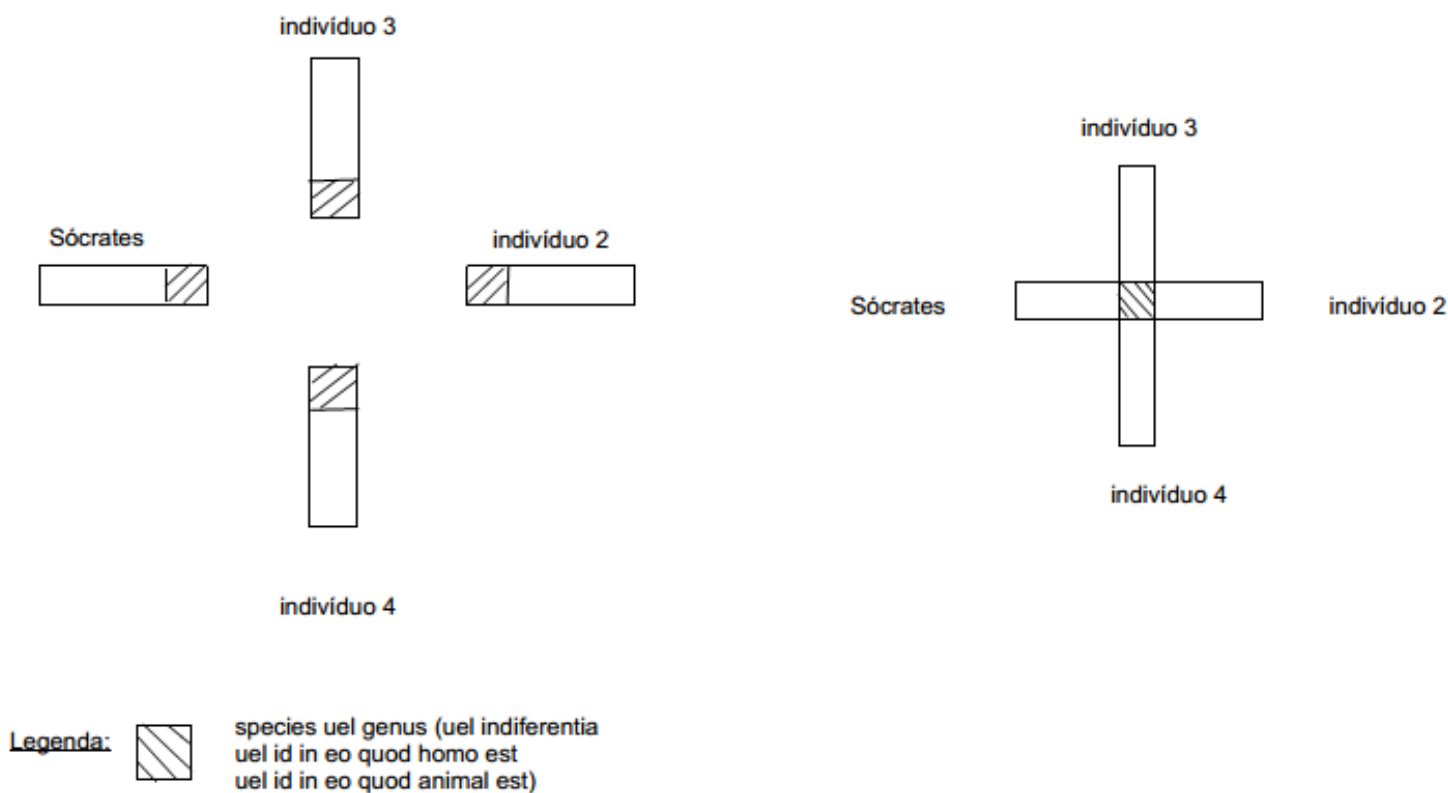 indivíduo 3
Sócrates
indivíduo 2
indivíduo 4
indivíduo 3
Sócrates
indivíduo 2
indivíduo 4
Legenda:
species uel genus (uel indiferentia
uel id in eo quod homo est
uel id in eo quod animal est)